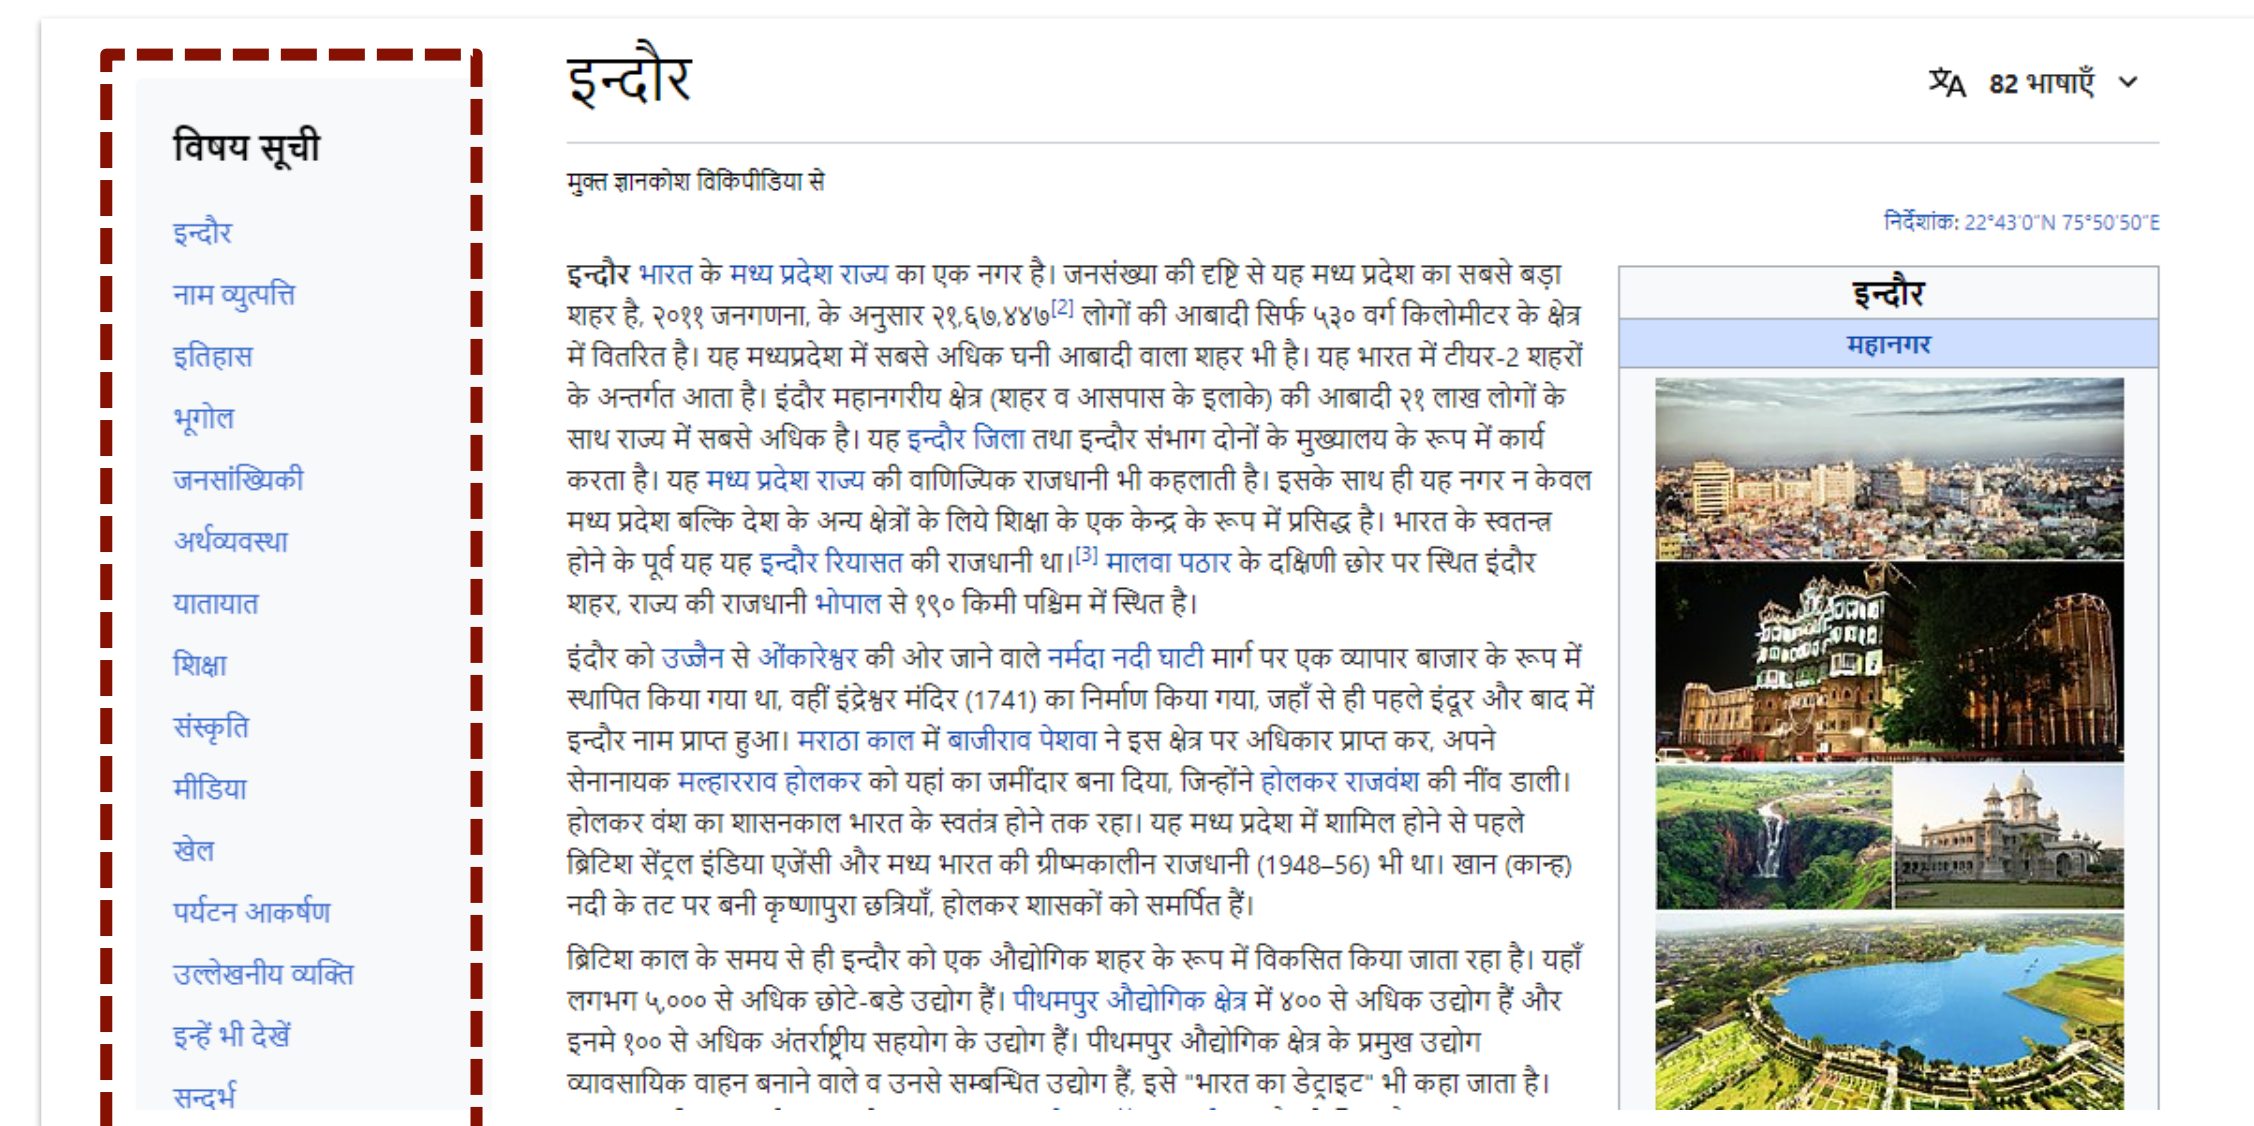 विषय सूची
इन्दौर
नाम व्युत्पत्ति
इतिहास
भूगोल
जनसांख्यिकी
अर्थव्यवस्था
यातायात
शिक्षा
संस्कृति
मीडिया
खेल
पर्यटन आकर्षण
उल्लेखनीय व्यक्ति
इन्हें भी देखें
सन्दर्भ
इन्दौर
82 भाषाएँ
मुक्त ज्ञानकोश विकिपीडिया से
निर्देशांक: 22°43′0″N 75°50′50″E
इन्दौर भारत के मध्य प्रदेश राज्य का एक नगर है। जनसंख्या की दृष्टि से यह मध्य प्रदेश का सबसे बड़ा
शहर है, २०११ जनगणना, के अनुसार २१,६७,४४७[2] लोगों की आबादी सिर्फ ५३० वर्ग किलोमीटर के क्षेत्र
में वितरित है। यह मध्यप्रदेश में सबसे अधिक घनी आबादी वाला शहर भी है। यह भारत में टीयर-2 शहरों
के अन्तर्गत आता है। इंदौर महानगरीय क्षेत्र (शहर व आसपास के इलाके) की आबादी २१ लाख लोगों के
साथ राज्य में सबसे अधिक है। यह इन्दौर जिला तथा इन्दौर संभाग दोनों के मुख्यालय के रूप में कार्य
करता है। यह मध्य प्रदेश राज्य की वाणिज्यिक राजधानी भी कहलाती है। इसके साथ ही यह नगर न केवल
मध्य प्रदेश बल्कि देश के अन्य क्षेत्रों के लिये शिक्षा के एक केन्द्र के रूप में प्रसिद्ध है। भारत के स्वतन्त्र
होने के पूर्व यह यह इन्दौर रियासत की राजधानी था।[3] मालवा पठार के दक्षिणी छोर पर स्थित इंदौर
शहर, राज्य की राजधानी भोपाल से १९० किमी पश्चिम में स्थित है।
इंदौर को उज्जैन से ओंकारेश्वर की ओर जाने वाले नर्मदा नदी घाटी मार्ग पर एक व्यापार बाजार के रूप में
स्थापित किया गया था, वहीं इंद्रेश्वर मंदिर (1741) का निर्माण किया गया, जहाँ से ही पहले इंदूर और बाद में
इन्दौर नाम प्राप्त हुआ। मराठा काल में बाजीराव पेशवा ने इस क्षेत्र पर अधिकार प्राप्त कर, अपने
सेनानायक मल्हारराव होलकर को यहां का जमींदार बना दिया, जिन्होंने होलकर राजवंश की नींव डाली।
होलकर वंश का शासनकाल भारत के स्वतंत्र होने तक रहा। यह मध्य प्रदेश में शामिल होने से पहले
ब्रिटिश सेंट्रल इंडिया एजेंसी और मध्य भारत की ग्रीष्मकालीन राजधानी (1948–56) भी था। खान (कान्ह)
नदी के तट पर बनी कृष्णापुरा छत्रियाँ, होलकर शासकों को समर्पित हैं।
ब्रिटिश काल के समय से ही इन्दौर को एक औद्योगिक शहर के रूप में विकसित किया जाता रहा है। यहाँ
लगभग ५,००० से अधिक छोटे-बडे उद्योग हैं। पीथमपुर औद्योगिक क्षेत्र में ४०० से अधिक उद्योग हैं और
इनमे १०० से अधिक अंतर्राष्ट्रीय सहयोग के उद्योग हैं। पीथमपुर औद्योगिक क्षेत्र के प्रमुख उद्योग
व्यावसायिक वाहन बनाने वाले व उनसे सम्बन्धित उद्योग हैं, इसे "भारत का डेट्राइट" भी कहा जाता है।
इन्दौर
महानगर